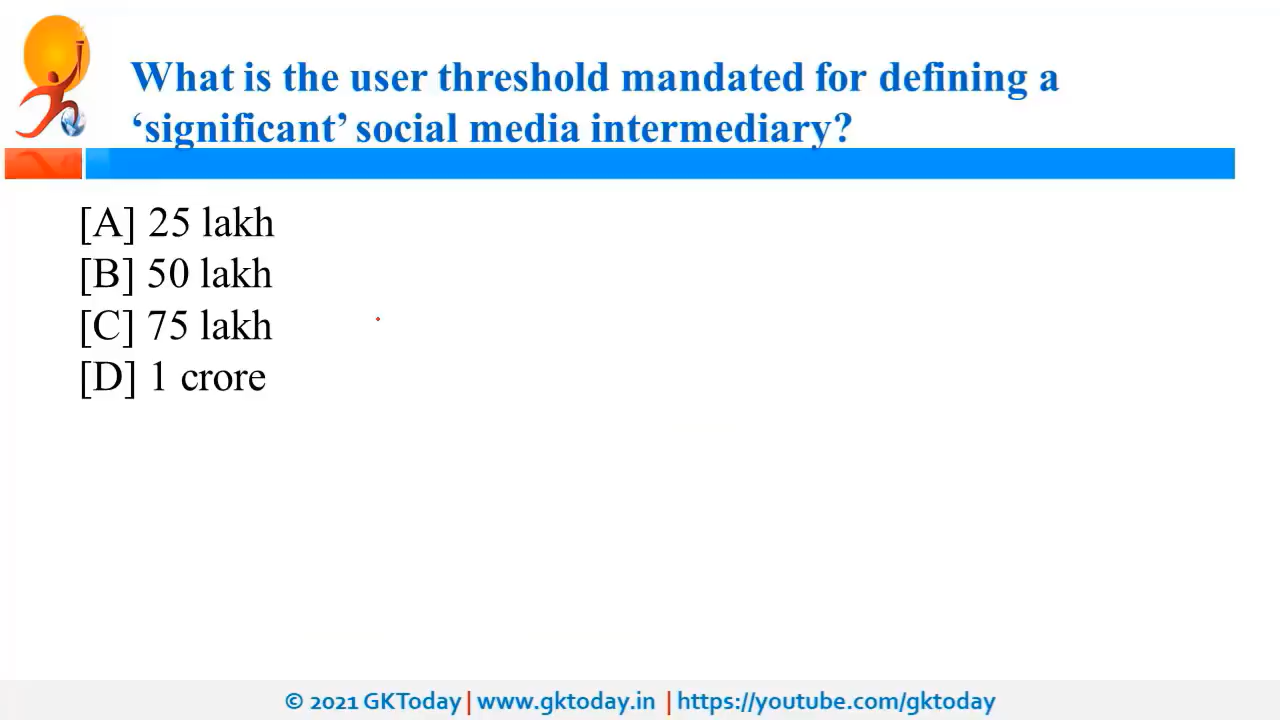 What is the user threshold mandated for defining a
‘significant’ social media intermediary?
[A] 25 lakh
[B] 50 lakh
[C] 75 lakh
[D] 1 crore
© 2021 GKToday | www.gktoday.in | https://youtube.com/gktoday